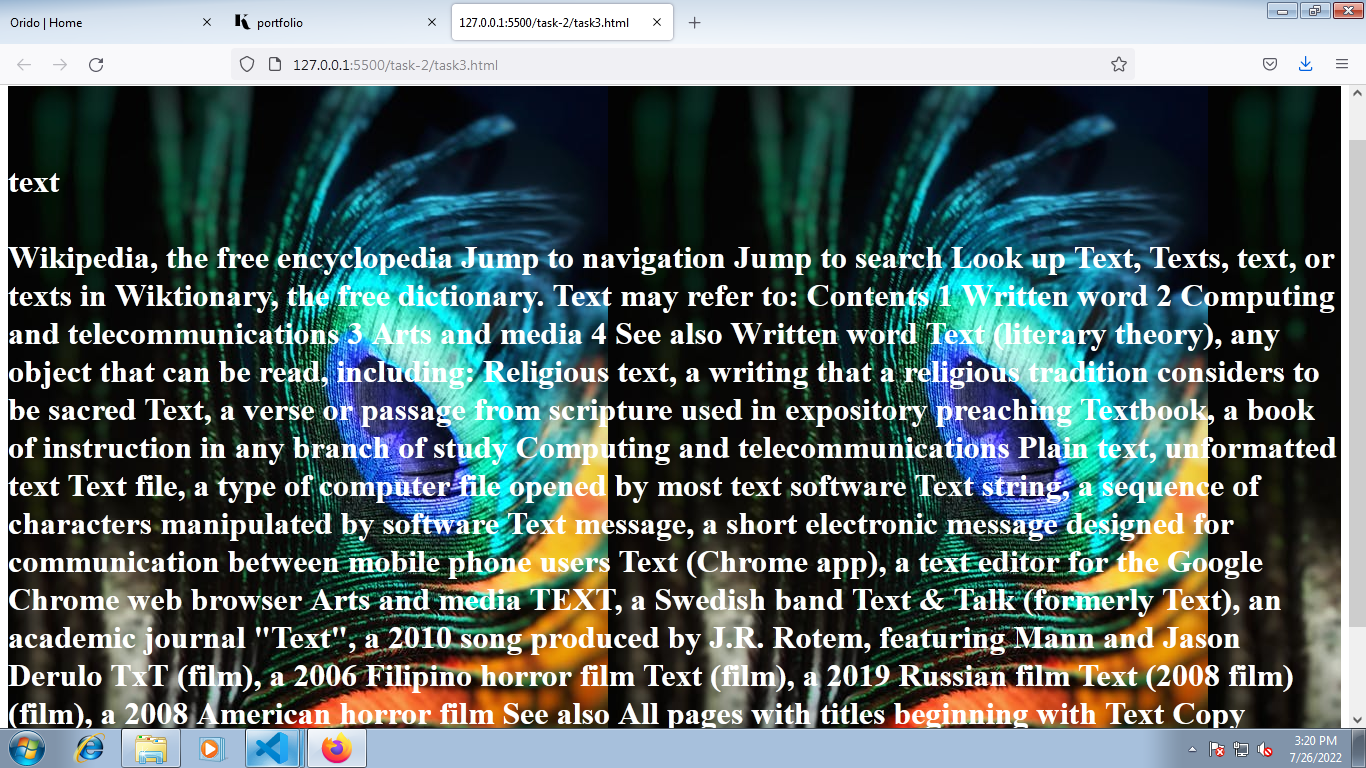 Orido | Home
portfolio
127.0.0.1:5500/task-2/task3.html
127.0.0.1:5500/task-2/task3.html
text
Wikipedia, the free encyclopedia Jump to navigation Jump to search Look up Text, Texts, text, or
texts in Wiktionary, the free dictionary. Text may refer to: Contents 1 Written word 2 Computing
and telecommunications 3 Arts and media 4 See also Written word Text (literary theory), any
object that can be read, including: Religious text, a writing that a religious tradition considers to
be sacred Text, a verse or passage from scripture used in expository preaching Textbook, a book
of instruction in any branch of study Computing and telecommunications Plain text, unformatted
text Text file, a type of computer file opened by most text software Text string, a sequence of
characters manipulated by software Text message, a short electronic message designed for
communication between mobile phone users Text (Chrome app), a text editor for the Google
Chrome web browser Arts and media TEXT, a Swedish band Text & Talk (formerly Text), an
academic journal "Text", a 2010 song produced by J.R. Rotem, featuring Mann and Jason
Derulo TxT (film), a 2006 Filipino horror film Text (film), a 2019 Russian film Text (2008 film)
(film), a 2008 American horror film See also All pages with titles beginning with Text Copy
3:20 PM
7/26/2022